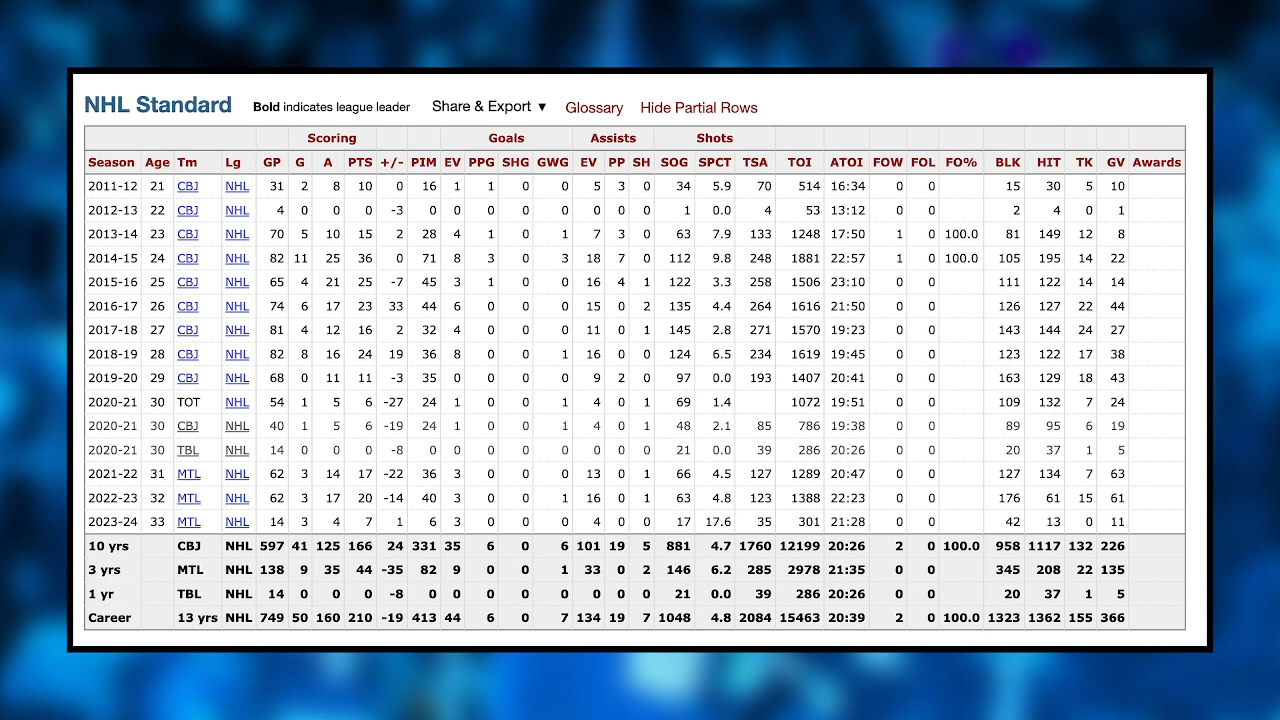 NHL Standard Bold indicates league leader Share & Export ▼ Glossary Hide Partial Rows
Scoring Goals Assists Shots
Season Age Tm Lg GP G A PTS +/- PIM EV PPG SHG GWG EV PP SH SOG SPCT TSA TOI ATOI FOW FOL FO% BLK HIT TK GV Awards
2011-12 21 CBJ NHL 31 2 8 10 0 16 1 1 0 0 5 3 0 34 5.9 70 514 16:34 0 0 15 30 5 10
2012-13 22 CBJ NHL 4 0 0 0 -3 0 0 0 0 0 0 0 0 1 0.0 4 53 13:12 0 0 2 4 0 1
2013-14 23 CBJ NHL 70 5 10 15 2 28 4 1 0 1 7 3 0 63 7.9 133 1248 17:50 1 0 100.0 81 149 12 8
2014-15 24 CBJ NHL 82 11 25 36 0 71 8 3 0 3 18 7 0 112 9.8 248 1881 22:57 1 0 100.0 105 195 14 22
2015-16 25 CBJ NHL 65 4 21 25 -7 45 3 1 0 0 16 4 1 122 3.3 258 1506 23:10 0 0 111 122 14 14
2016-17 26 CBJ NHL 74 6 17 23 33 44 6 0 0 0 15 0 2 135 4.4 264 1616 21:50 0 0 126 127 22 44
2017-18 27 CBJ NHL 81 4 12 16 2 32 4 0 0 0 11 0 1 145 2.8 271 1570 19:23 0 0 143 144 24 27
2018-19 28 CBJ NHL 82 8 16 24 19 36 8 0 0 1 16 0 0 124 6.5 234 1619 19:45 0 0 123 122 17 38
2019-20 29 CBJ NHL 68 0 11 11 -3 35 0 0 0 0 9 2 0 97 0.0 193 1407 20:41 0 0 163 129 18 43
2020-21 30 TOT NHL 54 1 5 6 -27 24 1 0 0 1 4 0 1 69 1.4 1072 19:51 0 0 109 132 7 24
2020-21 30 CBJ NHL 40 1 5 6 -19 24 1 0 0 1 4 0 1 48 2.1 85 786 19:38 0 0 89 95 6 19
2020-21 30 TBL NHL 14 0 0 0 -8 0 0 0 0 0 0 0 0 21 0.0 39 286 20:26 0 0 20 37 1 5
2021-22 31 MTL NHL 62 3 14 17 -22 36 3 0 0 0 13 0 1 66 4.5 127 1289 20:47 0 0 127 134 7 63
2022-23 32 MTL NHL 62 3 17 20 -14 40 3 0 0 1 16 0 1 63 4.8 123 1388 22:23 0 0 176 61 15 61
2023-24 33 MTL NHL 14 3 4 7 1 6 3 0 0 0 4 0 0 17 17.6 35 301 21:28 0 0 42 13 0 11
10 yrs CBJ NHL 597 41 125 166 24 331 35 6 0 6 101 19 5 881 4.7 1760 12199 20:26 2 0 100.0 958 1117 132 226
3 yrs MTL NHL 138 9 35 44 -35 82 9 0 0 1 33 0 2 146 6.2 285 2978 21:35 0 0 345 208 22 135
1 yr TBL NHL 14 0 0 0 -8 0 0 0 0 0 0 0 0 21 0.0 39 286 20:26 0 0 20 37 1 5
Career 13 yrs NHL 749 50 160 210 -19 413 44 6 0 7 134 19 7 1048 4.8 2084 15463 20:39 2 0 100.0 1323 1362 155 366